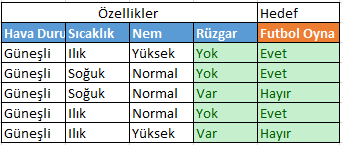 Özellikler Hedef
Hava Duru Sıcaklık Nem Rüzgar Futbol Oyna
Güneşli Ilık Yüksek Yok Evet
Güneşli Soğuk Normal Yok Evet
Güneşli Soğuk Normal Var Hayır
Güneşli Ilık Normal Yok Evet
Güneşli Ilık Yüksek Var Hayır